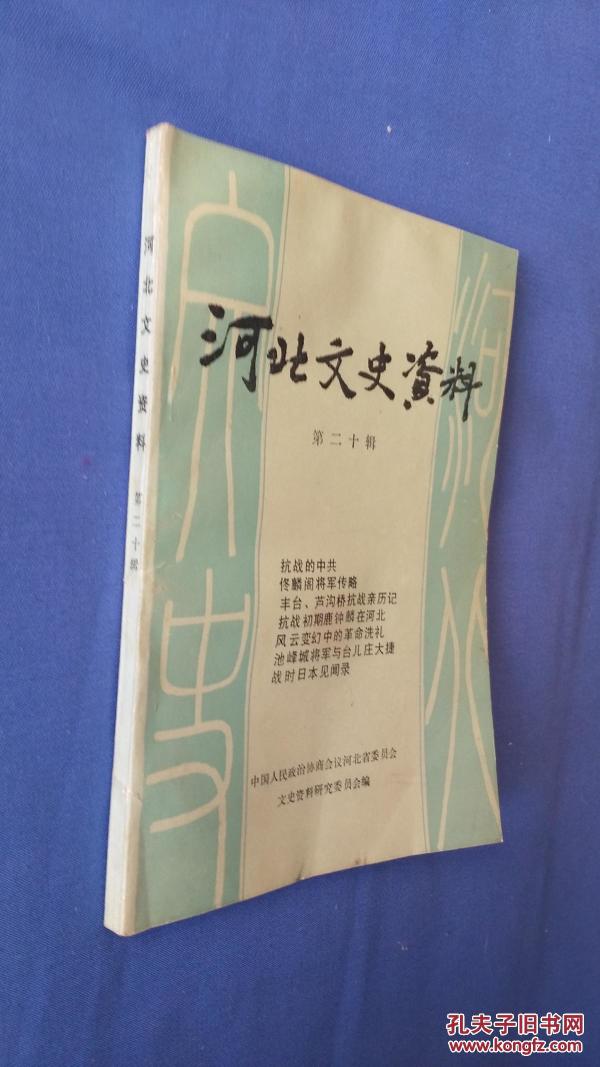 河北文史资料
第二十辑
河北文史資料
第二十辑
抗战的中共
佟麟阁将军传略
丰台、芦沟桥抗战亲历记
抗战初期鹿钟麟在河北
风云变幻中的革命洗礼
池峰城将军与台儿庄大捷
战时日本见闻录
中国人民政治协商会议河北省委员会
文史资料研究委员会编
孔夫子旧书网
www.kongfz.com